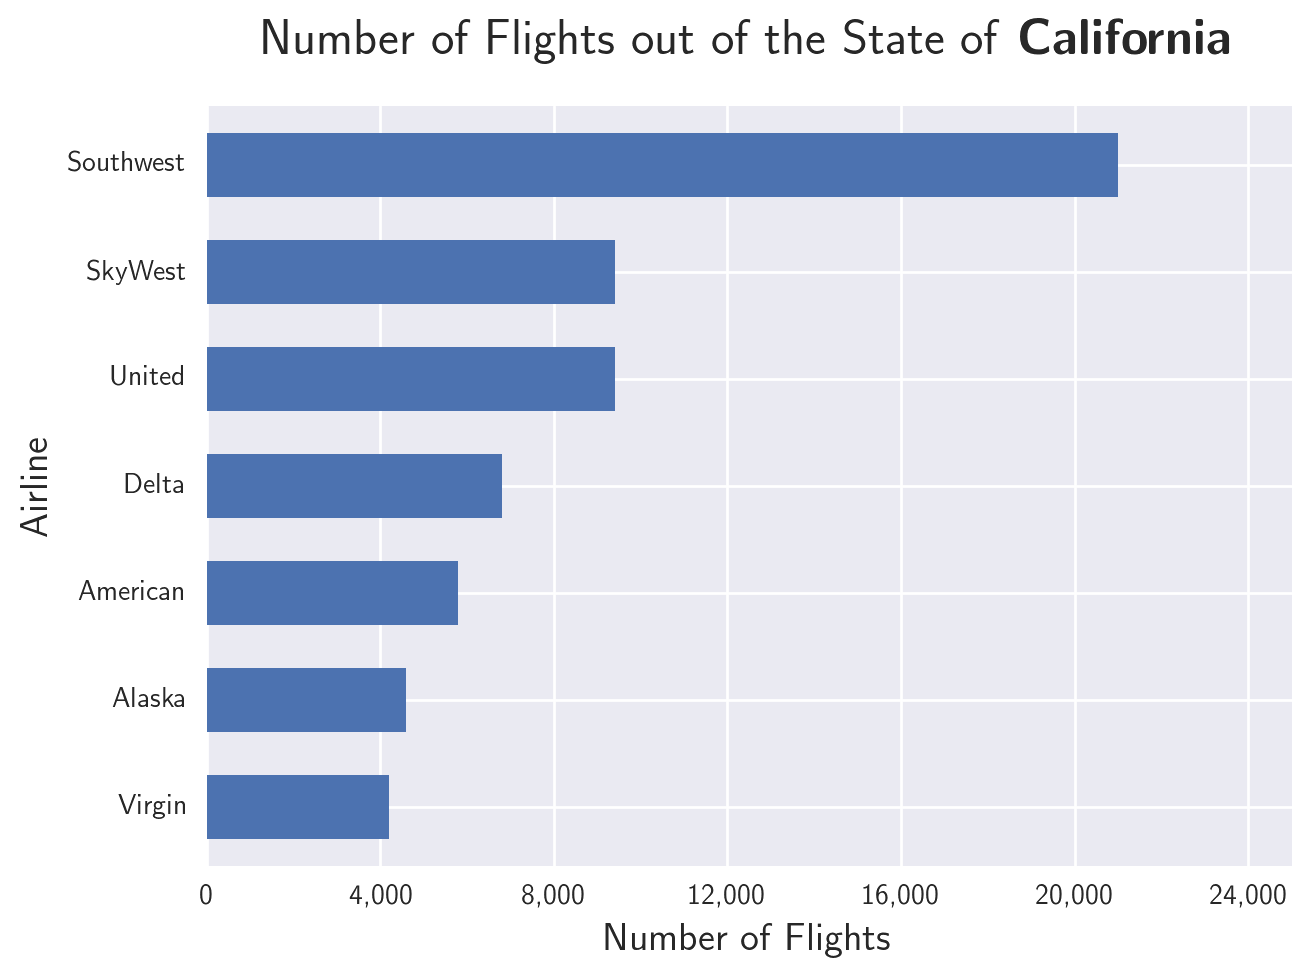 Number of Flights out of the State of California
Southwest
SkyWest
United
Delta
American
Alaska
Virgin
Airline
0 4,000 8,000 12,000 16,000 20,000 24,000
Number of Flights